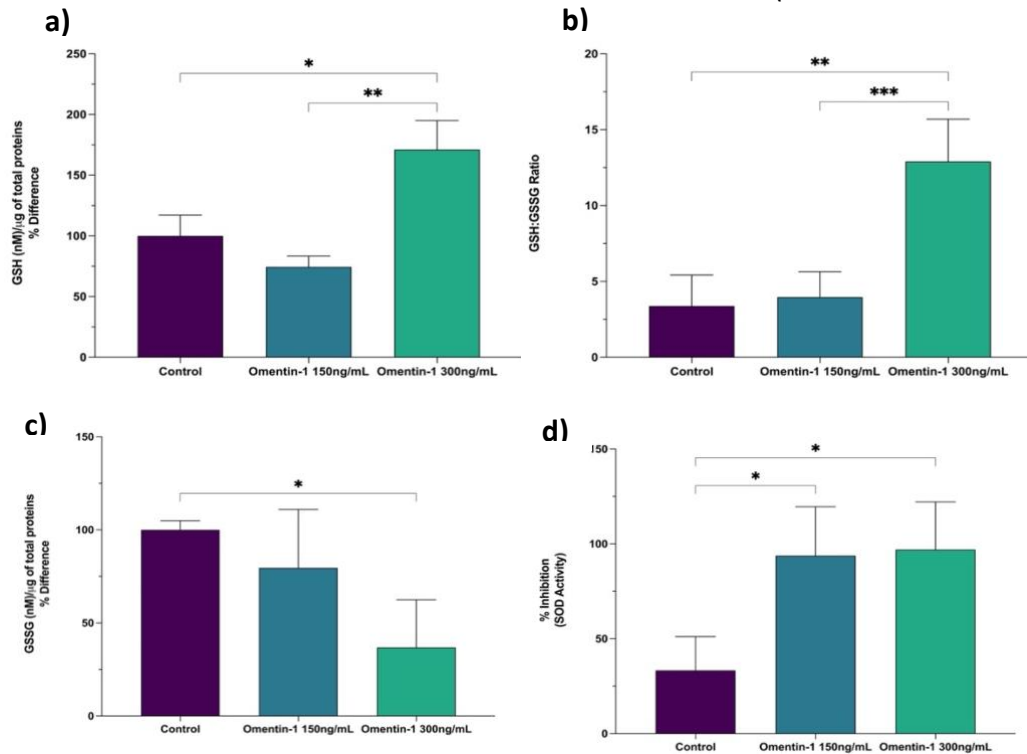 a)
250
200
150
100
50
0
GSH (nM)/µg of total proteins
% Difference
*
**
Control
Omentin-1 150ng/mL
Omentin-1 300ng/mL
b)
20
15
10
5
0
GSH:GSSG Ratio
**
***
Control
Omentin-1 150ng/mL
Omentin-1 300ng/mL
c)
150
100
50
0
GSSG (nM)/µg of total proteins
% Difference
*
Control
Omentin-1 150ng/mL
Omentin-1 300ng/mL
d)
150
100
50
0
% Inhibition
(SOD Activity)
*
*
Control
Omentin-1 150ng/mL
Omentin-1 300ng/mL